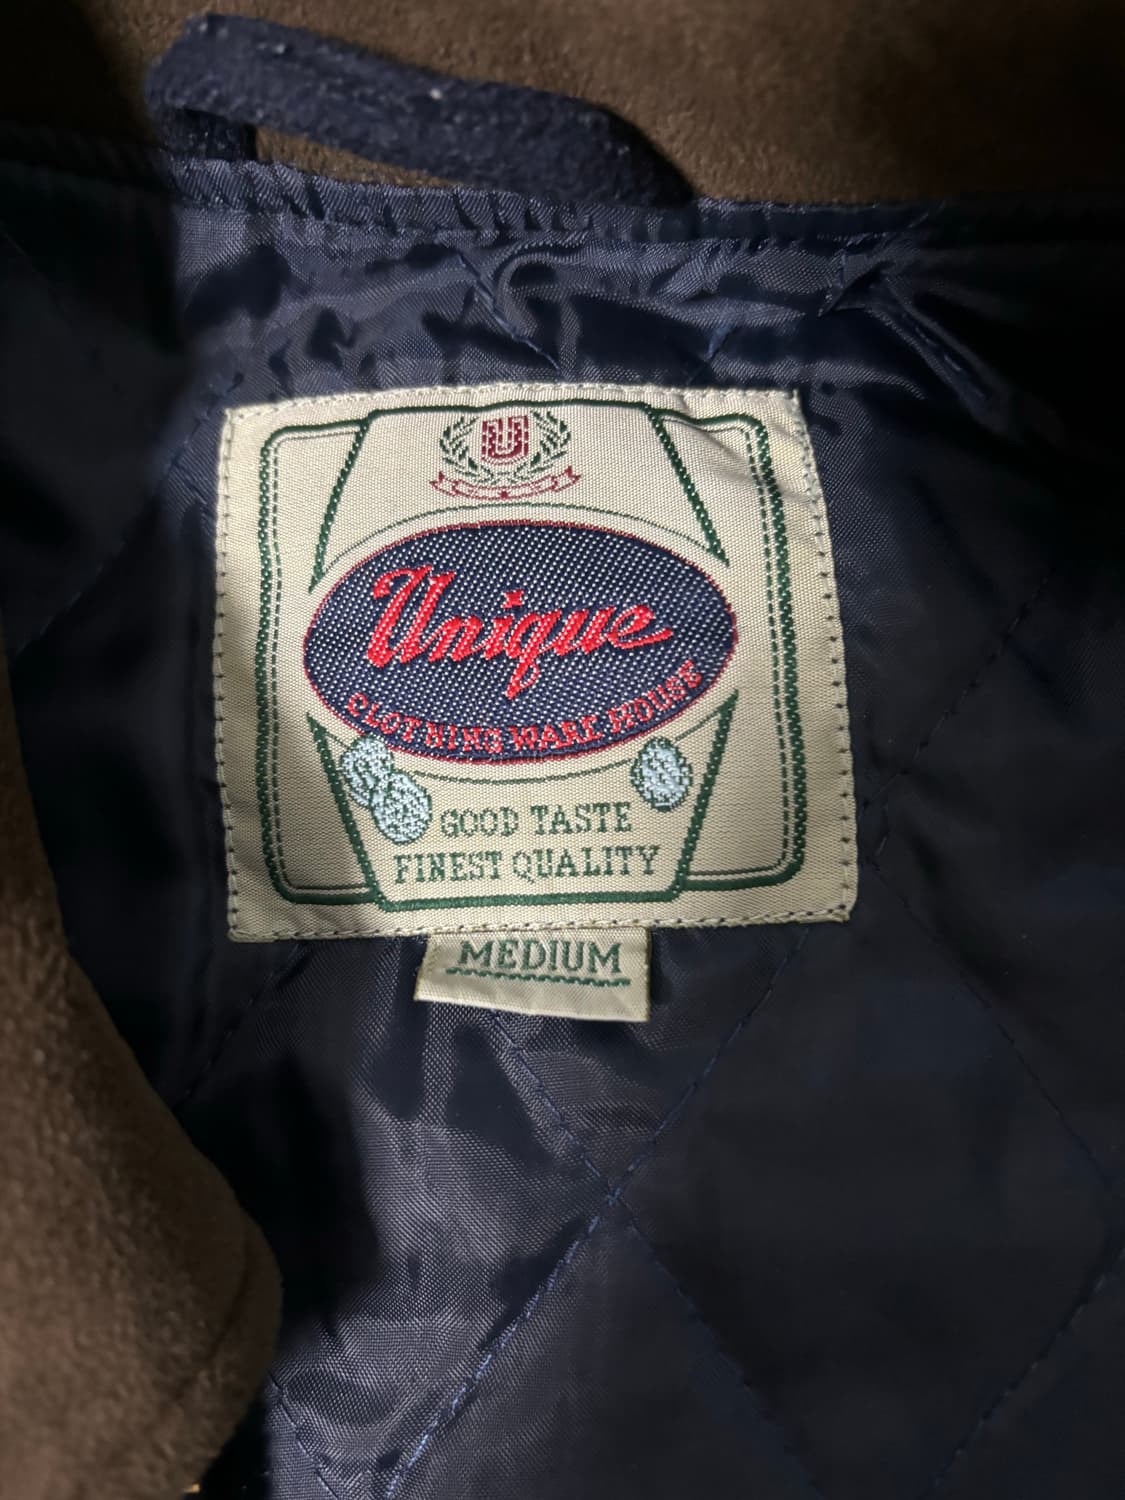 U
Unique
CLOTHING WARE HOUSE
GOOD TASTE
FINEST QUALITY
MEDIUM